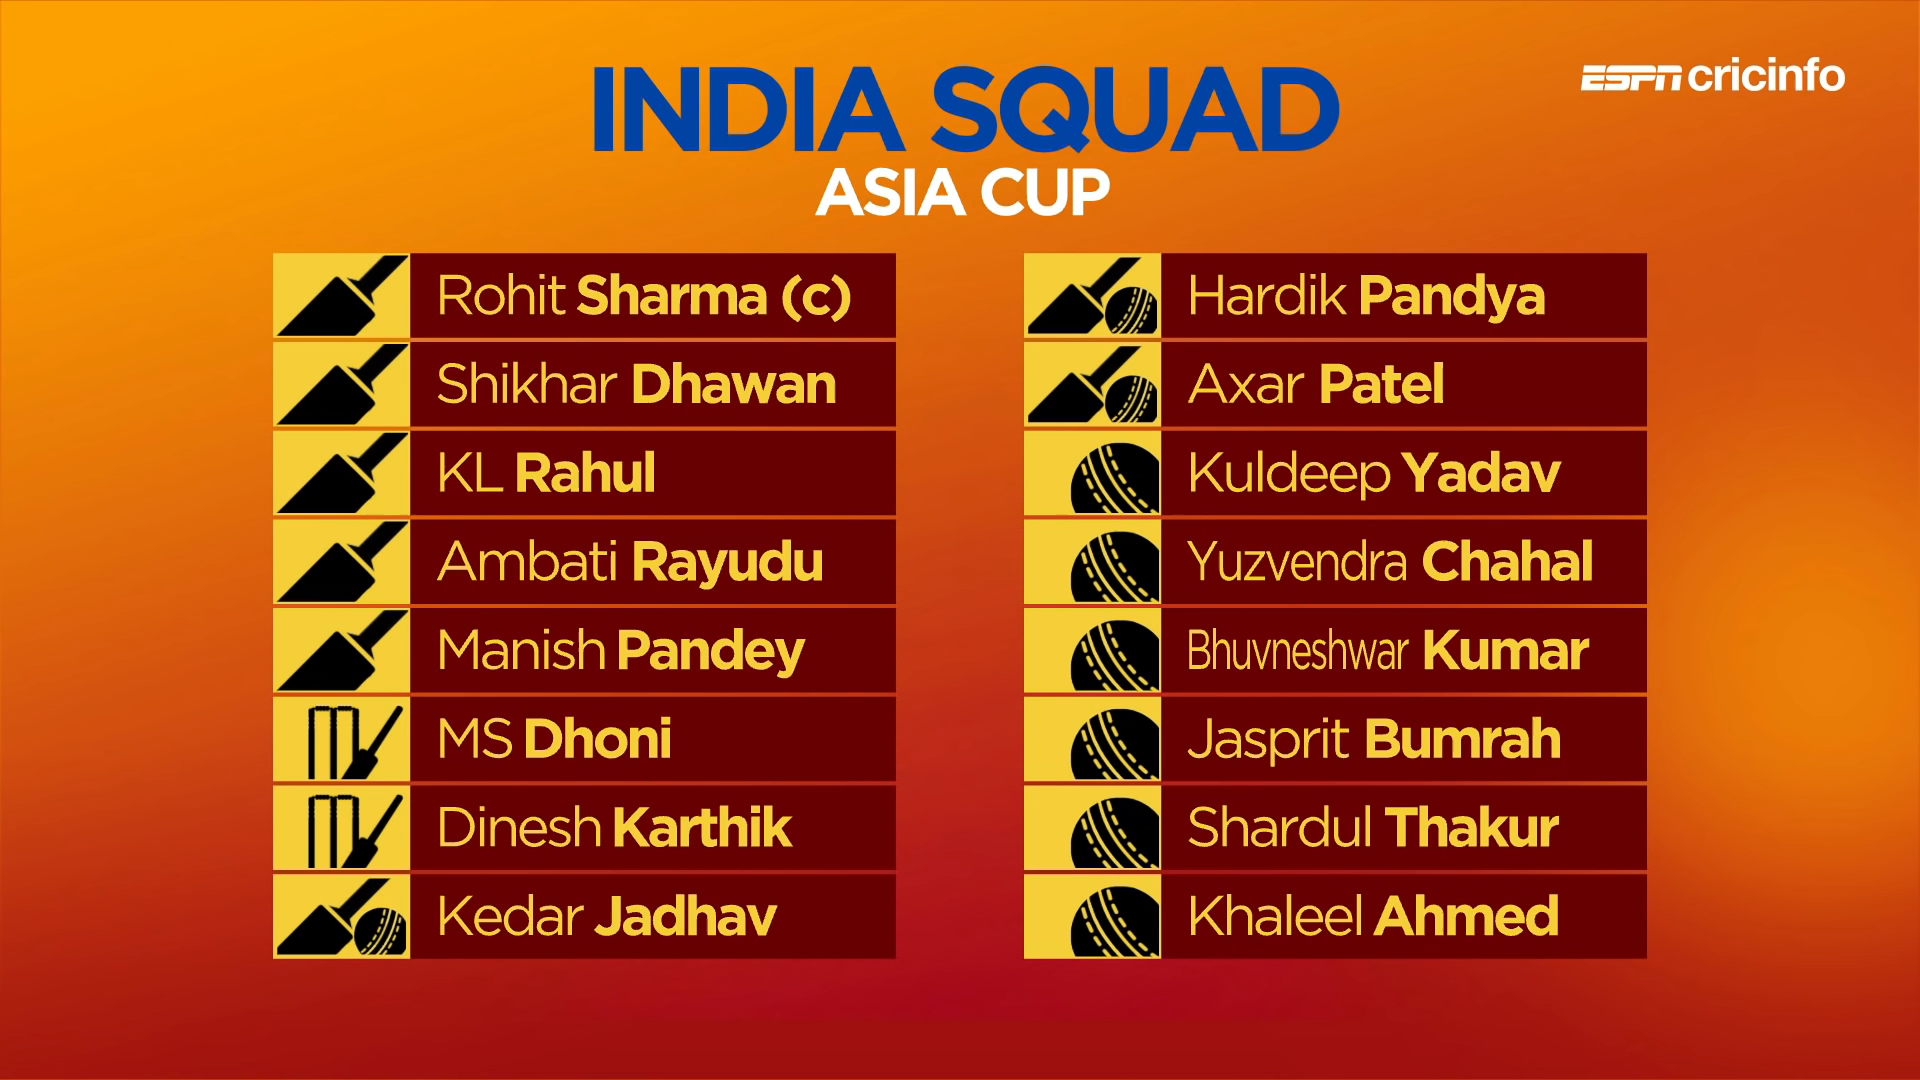 INDIA SQUAD
ESPN cricinfo
ASIA CUP
Rohit Sharma (c)
Shikhar Dhawan
KL Rahul
Ambati Rayudu
Manish Pandey
MS Dhoni
Dinesh Karthik
Kedar Jadhav
Hardik Pandya
Axar Patel
Kuldeep Yadav
Yuzvendra Chahal
Bhuvneshwar Kumar
Jasprit Bumrah
Shardul Thakur
Khaleel Ahmed